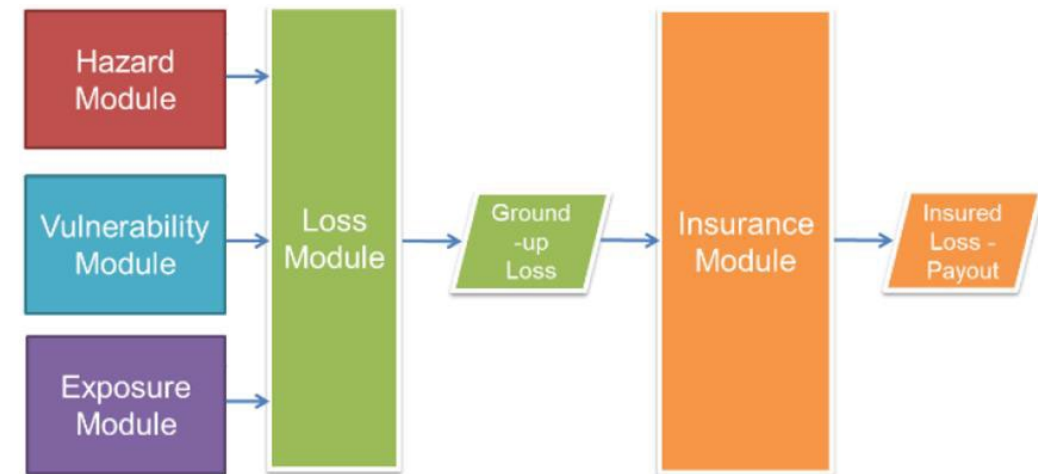 Hazard
Module
Vulnerability
Module
Exposure
Module
Loss
Module
Ground
-up
Loss
Insurance
Module
Insured
Loss -
Payout